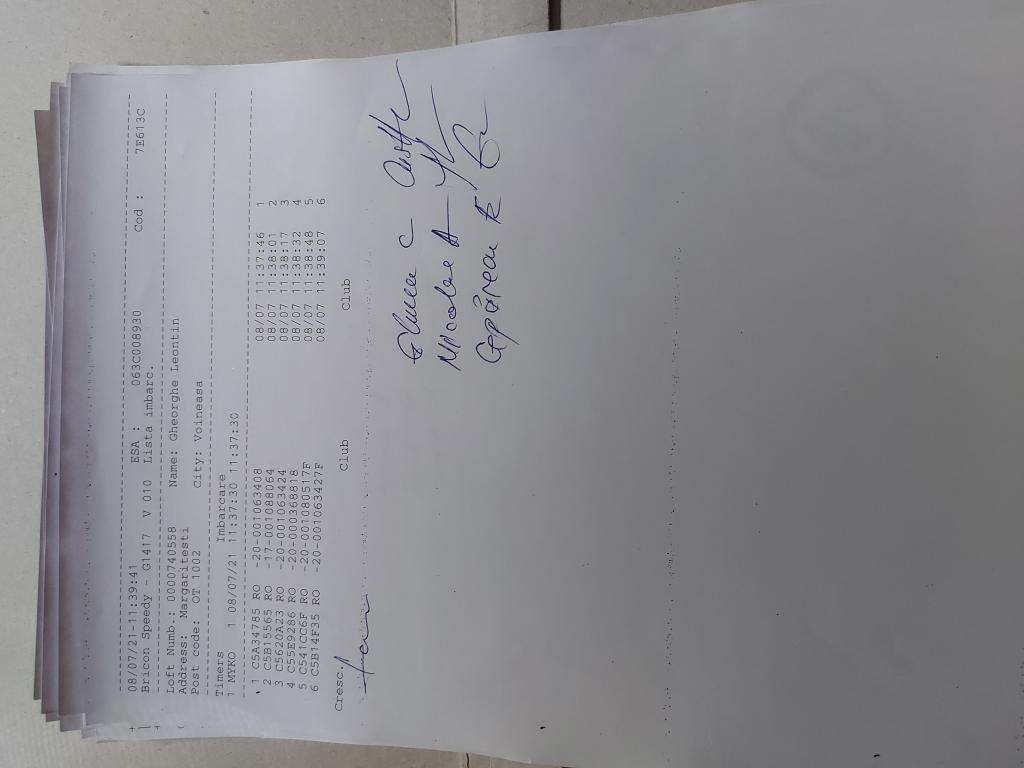 08/07/21-11:39:41 ESA : 063C008930 Cod : 7E613C
Bricon Speedy - G1417 V 010 Lista imbarc.
Loft Numb.: 0000740558 Name: Gheorghe Leontin
Address: Margaritesti
Post code: OT 1002 City: Voineasa
Timers Imbarcare
1 MYKO 1 08/07/21 11:37:30 11:37:30
1 C5A34785 RO -20-001063408 08/07 11:37:46 1
2 C5B15565 RO -17-001088064 08/07 11:38:01 2
3 C5620A23 RO -20-001063424 08/07 11:38:17 3
4 C55E9286 RO -20-000368818 08/07 11:38:32 4
5 C541CC6F RO -20-001080517F 08/07 11:38:48 5
6 C5B14F35 RO -20-001063427F 08/07 11:39:07 6
Cresc. Club Club